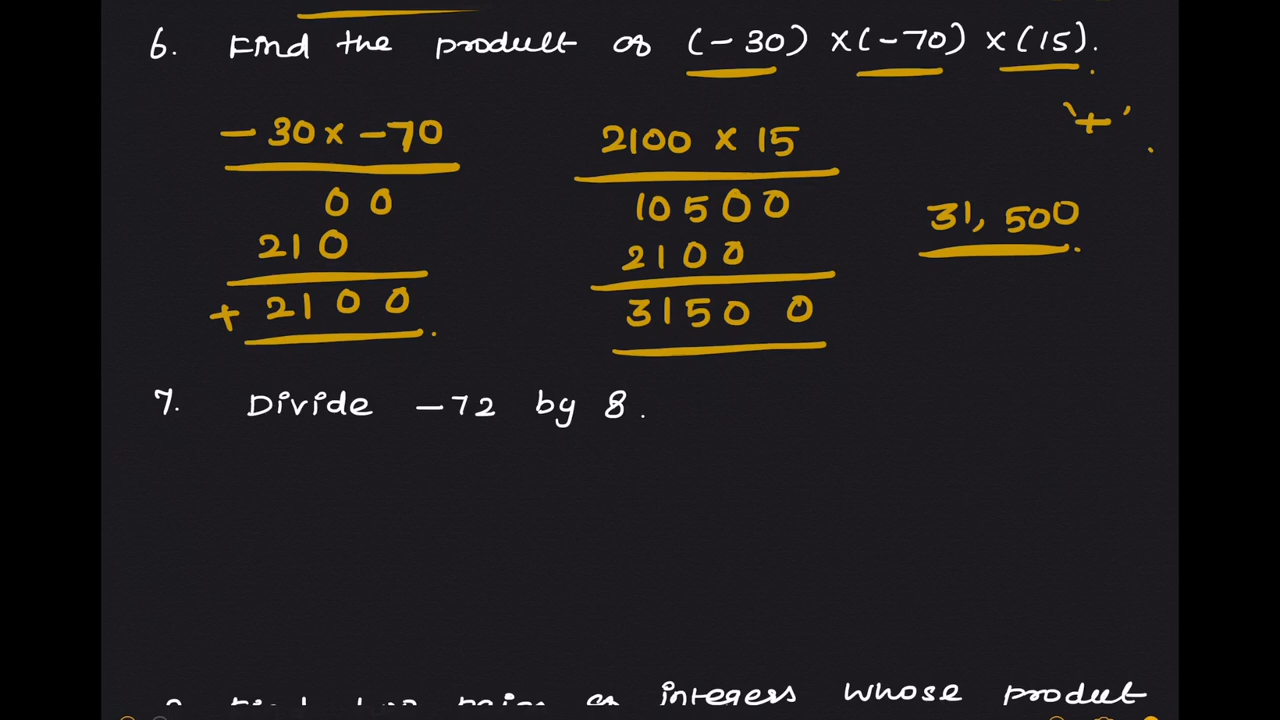 6. Find the product of (-30) × (-70) × (15).
'+'
-30 × -70
00
210
+2100
2100 × 15
10500
2100
31500
31,500
7. Divide -72 by 8.
integers whose product